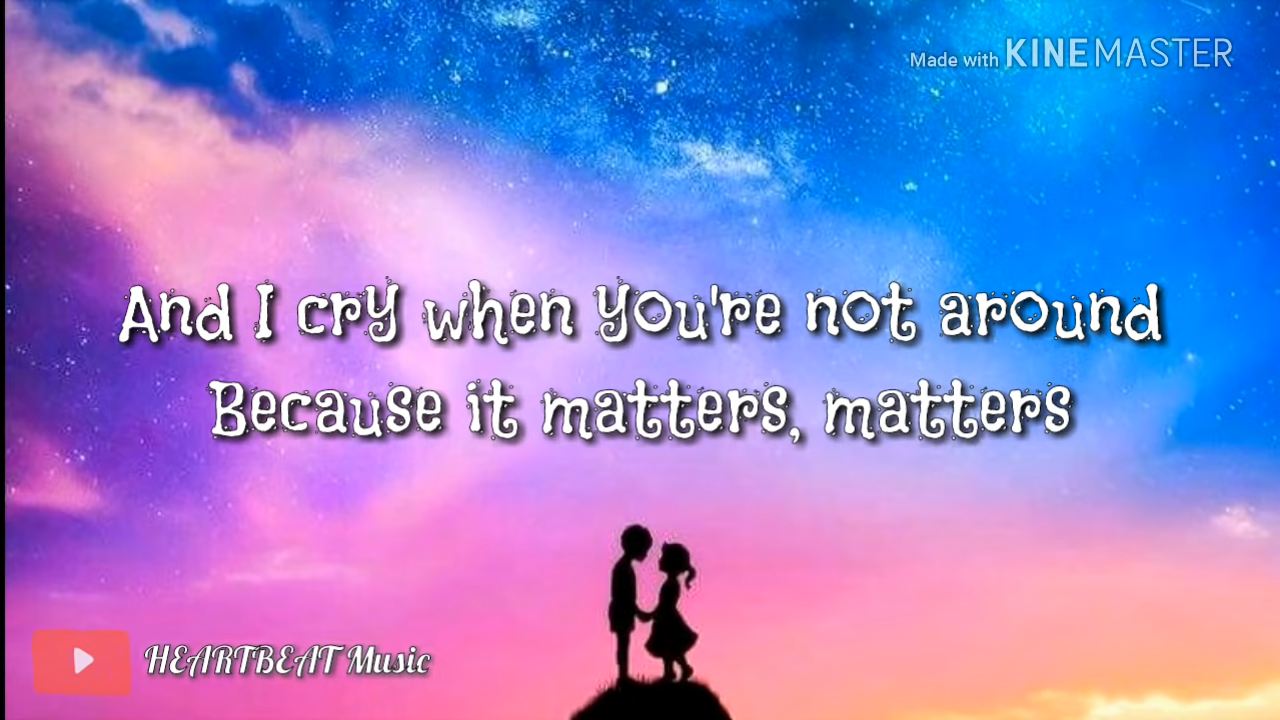 Made with KINEMASTER
And I cry when you're not around
Because it matters, matters
HEARTBEAT Music